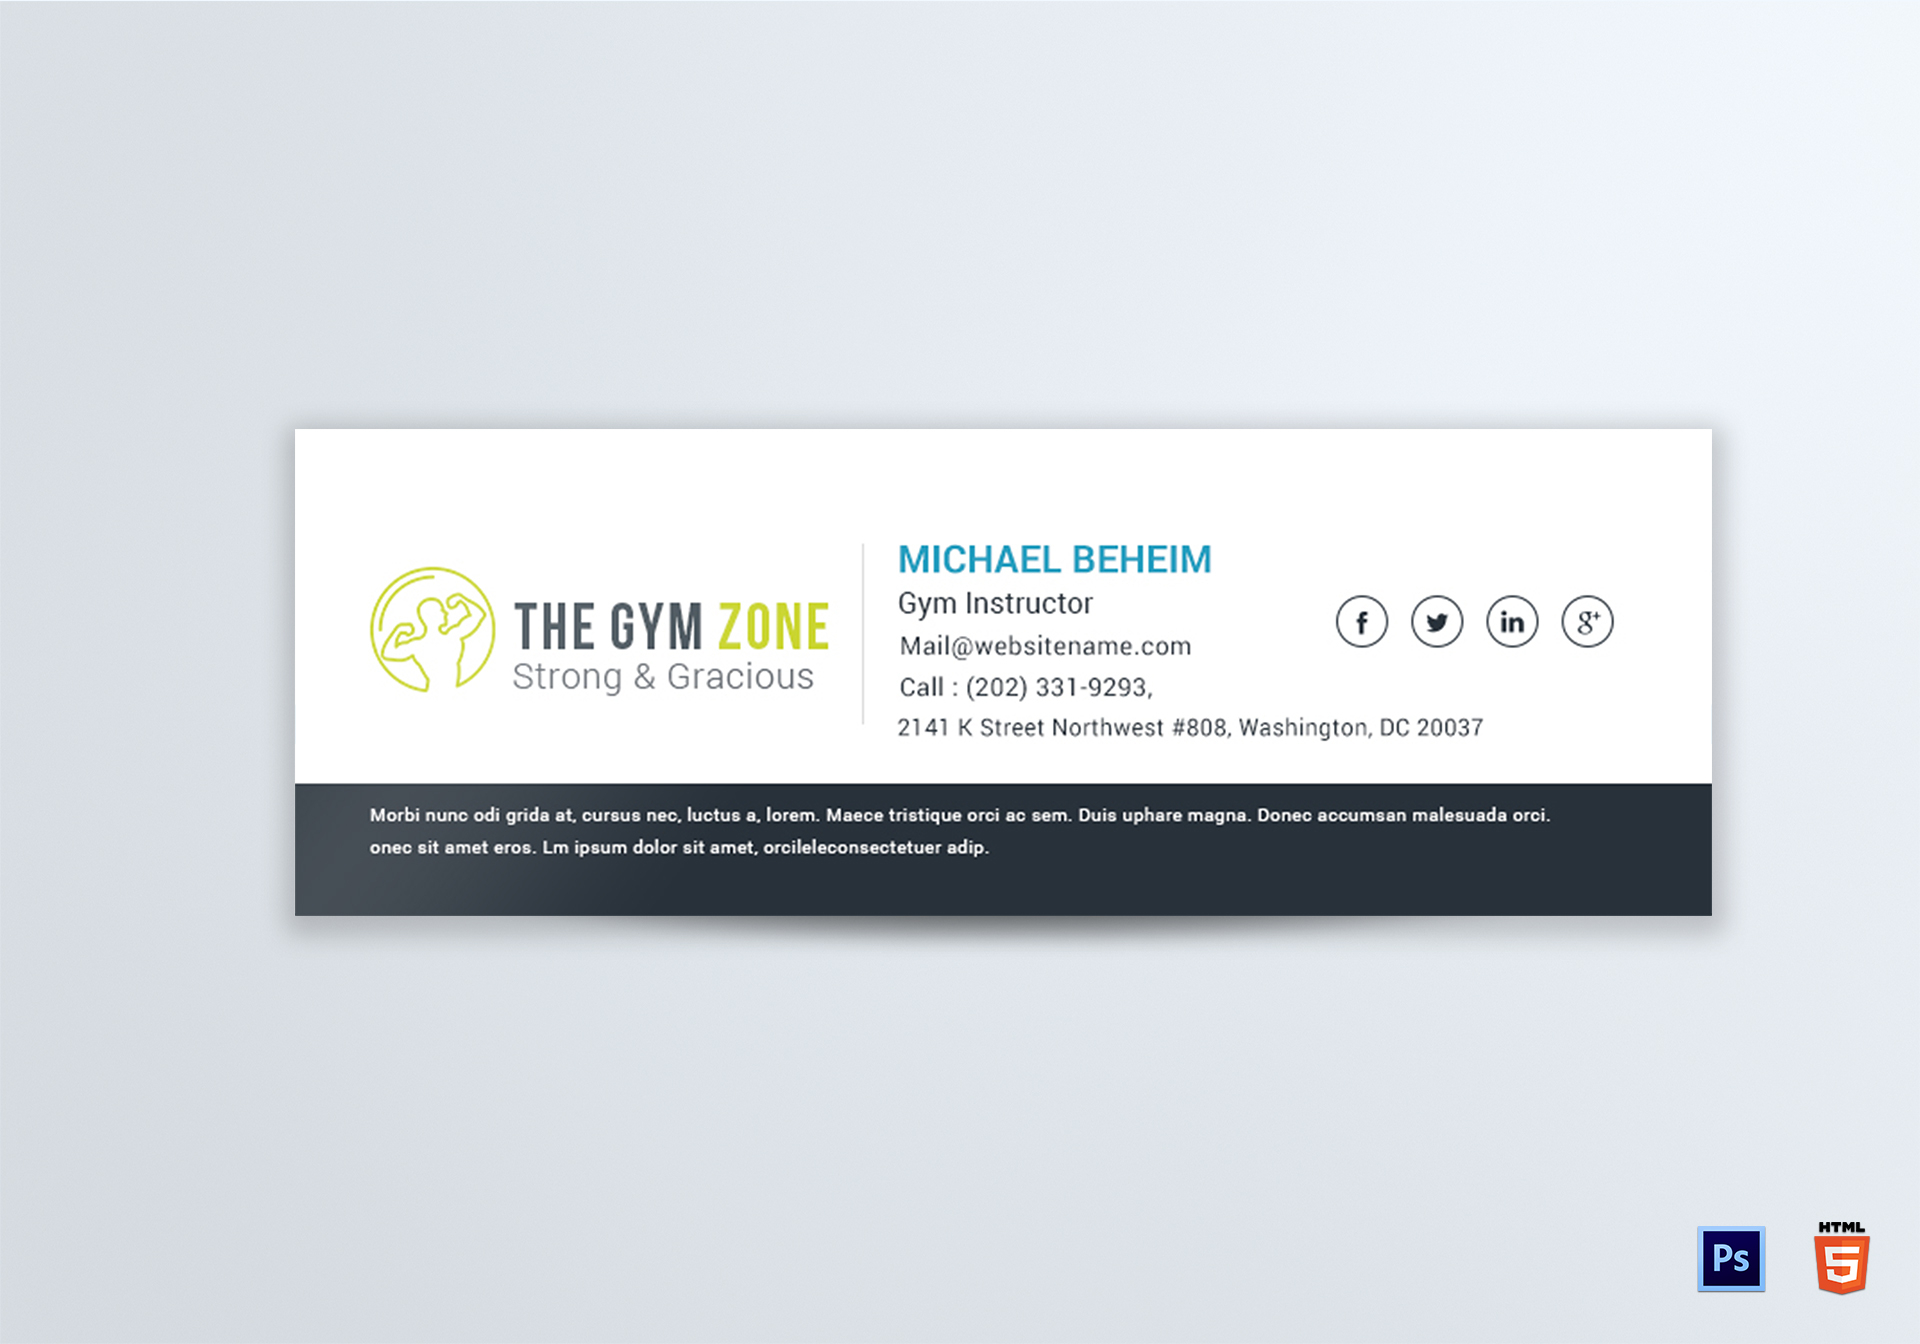 THE GYM ZONE
Strong & Gracious
MICHAEL BEHEIM
Gym Instructor
Mail@websitename.com
Call : (202) 331-9293,
2141 K Street Northwest #808, Washington, DC 20037
f in g+
Morbi nunc odi grida at, cursus nec, luctus a, lorem. Maece tristique orci ac sem. Duis uphare magna. Donec accumsan malesuada orci.
onec sit amet eros. Lm ipsum dolor sit amet, orcileleconsectetuer adip.
Ps
HTML
5